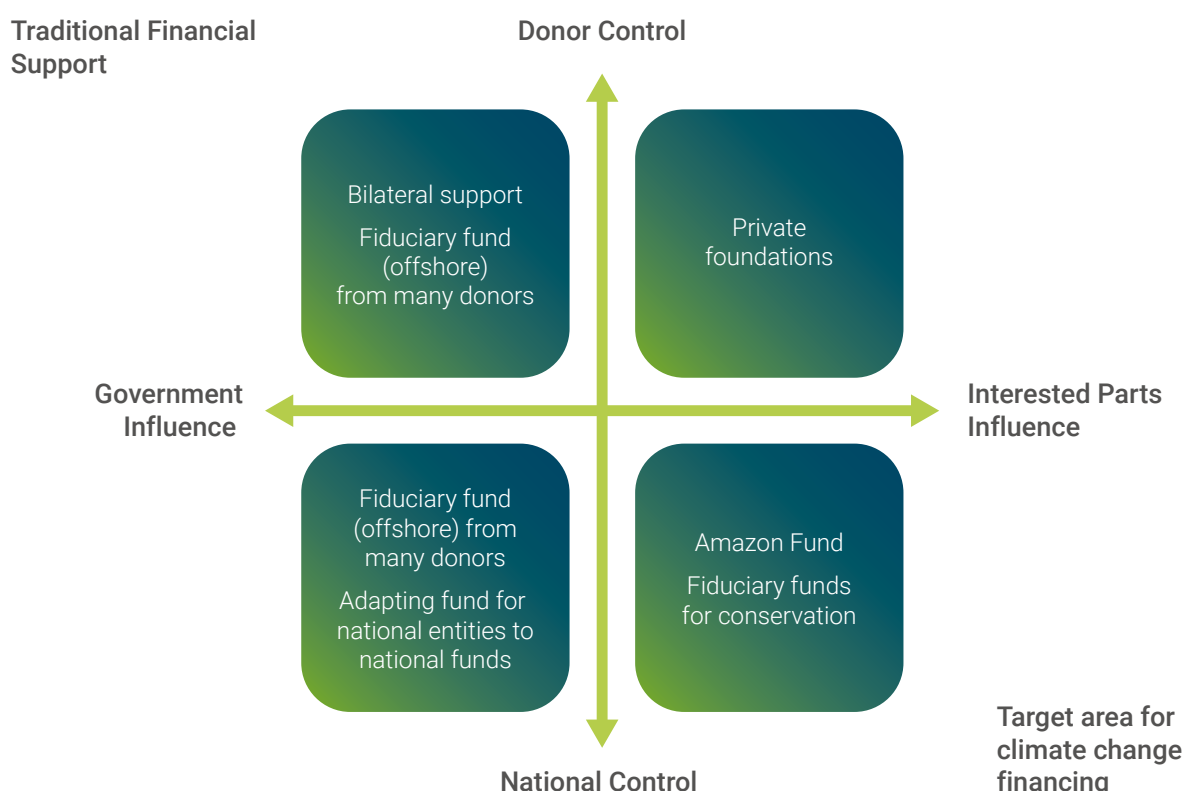 Traditional Financial
Support
Donor Control
Bilateral support
Fiduciary fund
(offshore)
from many donors
Private
foundations
Government
Influence
Interested Parts
Influence
Fiduciary fund
(offshore) from
many donors
Adapting fund for
national entities to
national funds
Amazon Fund
Fiduciary funds
for conservation
National Control
Target area for
climate change
financing